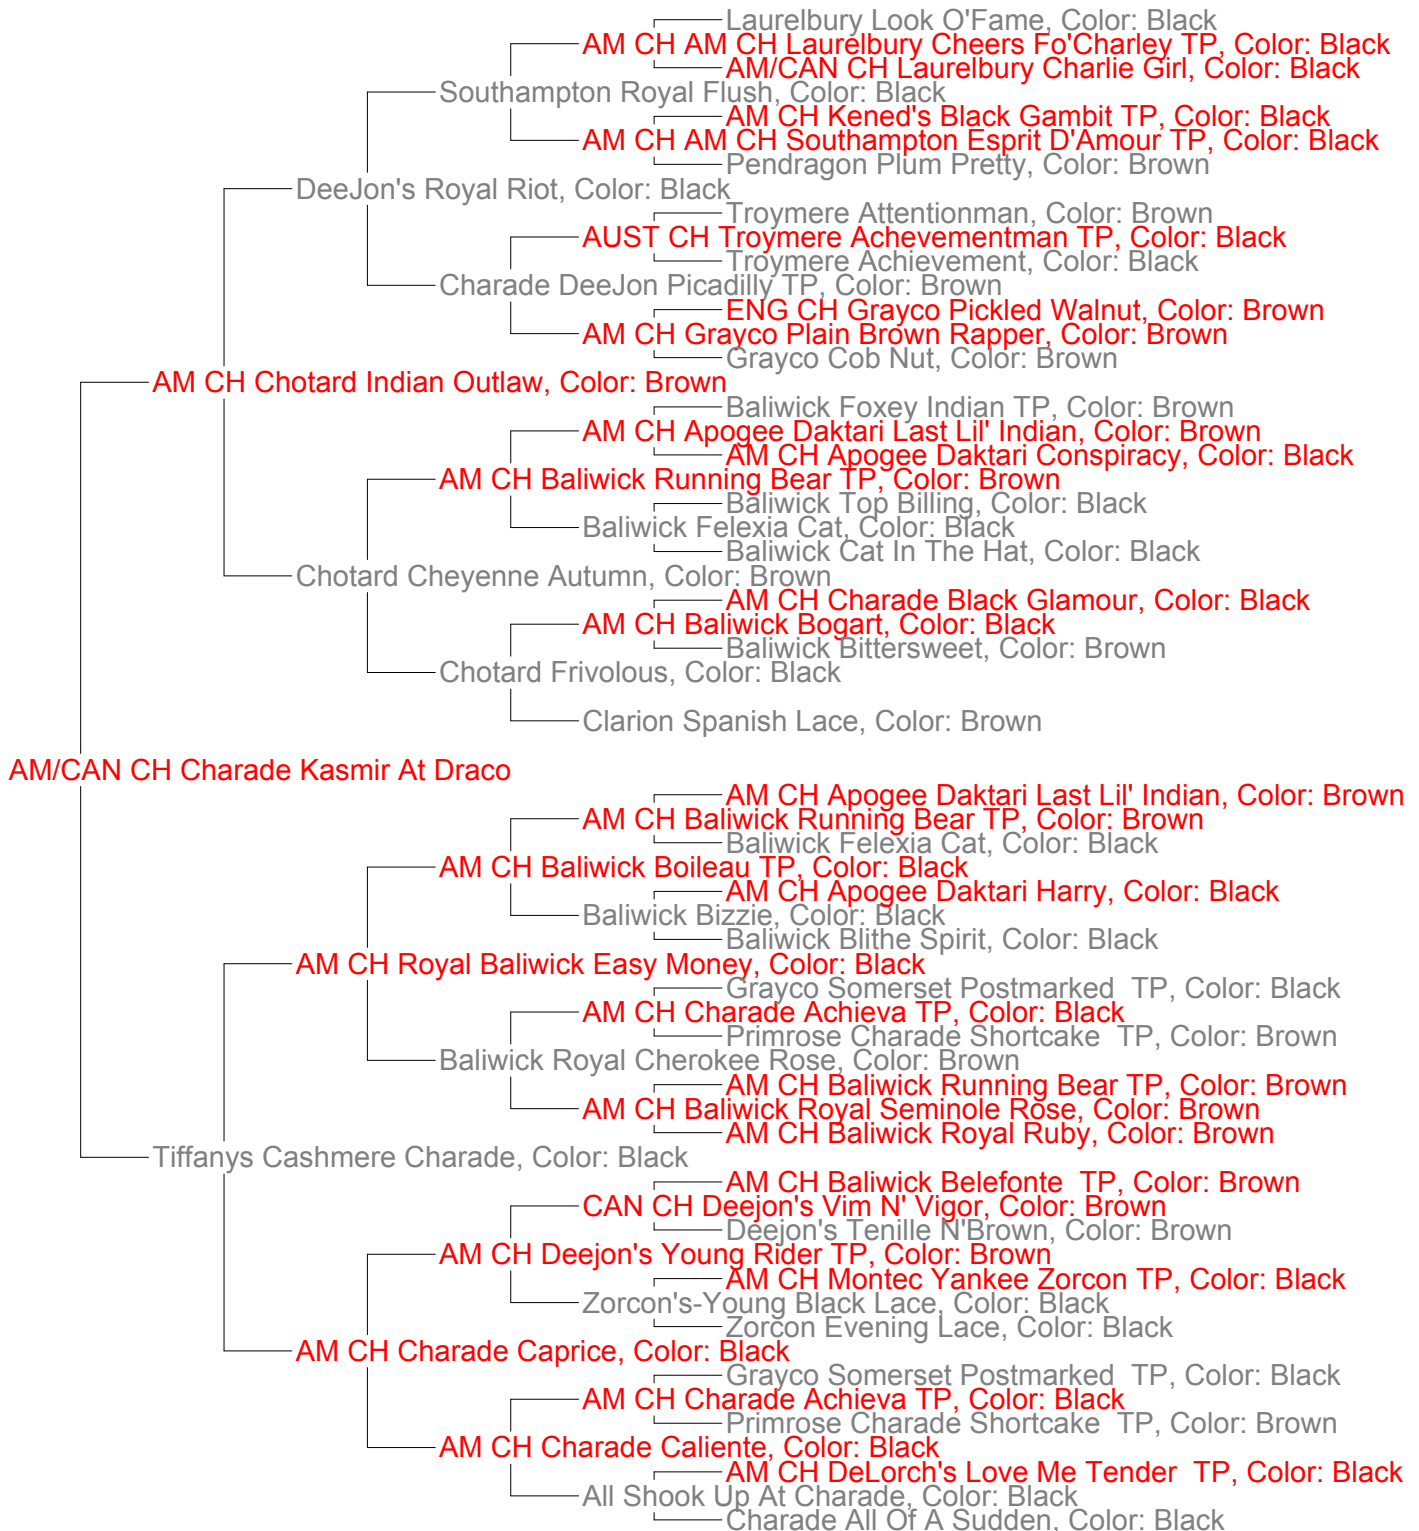 Laurelbury Look O'Fame, Color: Black
AM CH AM CH Laurelbury Cheers Fo'Charley TP, Color: Black
AM/CAN CH Laurelbury Charlie Girl, Color: Black
Southampton Royal Flush, Color: Black
AM CH Kened's Black Gambit TP, Color: Black
AM CH AM CH Southampton Esprit D'Amour TP, Color: Black
Pendragon Plum Pretty, Color: Brown
DeeJon's Royal Riot, Color: Black
Troymere Attentionman, Color: Brown
AUST CH Troymere Achevementman TP, Color: Black
Troymere Achievement, Color: Black
Charade DeeJon Picadilly TP, Color: Brown
ENG CH Grayco Pickled Walnut, Color: Brown
AM CH Grayco Plain Brown Rapper, Color: Brown
Grayco Cob Nut, Color: Brown
AM CH Chotard Indian Outlaw, Color: Brown
Baliwick Foxey Indian TP, Color: Brown
AM CH Apogee Daktari Last Lil' Indian, Color: Brown
AM CH Apogee Daktari Conspiracy, Color: Black
AM CH Baliwick Running Bear TP, Color: Brown
Baliwick Top Billing, Color: Black
Baliwick Felexia Cat, Color: Black
Baliwick Cat In The Hat, Color: Black
Chotard Cheyenne Autumn, Color: Brown
AM CH Charade Black Glamour, Color: Black
AM CH Baliwick Bogart, Color: Black
Baliwick Bittersweet, Color: Brown
Chotard Frivolous, Color: Black
Clarion Spanish Lace, Color: Brown
AM/CAN CH Charade Kasmir At Draco
AM CH Apogee Daktari Last Lil' Indian, Color: Brown
AM CH Baliwick Running Bear TP, Color: Brown
Baliwick Felexia Cat, Color: Black
AM CH Baliwick Boileau TP, Color: Black
AM CH Apogee Daktari Harry, Color: Black
Baliwick Bizzie, Color: Black
Baliwick Blithe Spirit, Color: Black
AM CH Royal Baliwick Easy Money, Color: Black
Grayco Somerset Postmarked  TP, Color: Black
AM CH Charade Achieva TP, Color: Black
Primrose Charade Shortcake  TP, Color: Brown
Baliwick Royal Cherokee Rose, Color: Brown
AM CH Baliwick Running Bear TP, Color: Brown
AM CH Baliwick Royal Seminole Rose, Color: Brown
AM CH Baliwick Royal Ruby, Color: Brown
Tiffanys Cashmere Charade, Color: Black
AM CH Baliwick Belefonte  TP, Color: Brown
CAN CH Deejon's Vim N' Vigor, Color: Brown
Deejon's Tenille N'Brown, Color: Brown
AM CH Deejon's Young Rider TP, Color: Brown
AM CH Montec Yankee Zorcon TP, Color: Black
Zorcon's-Young Black Lace, Color: Black
Zorcon Evening Lace, Color: Black
AM CH Charade Caprice, Color: Black
Grayco Somerset Postmarked  TP, Color: Black
AM CH Charade Achieva TP, Color: Black
Primrose Charade Shortcake  TP, Color: Brown
AM CH Charade Caliente, Color: Black
AM CH DeLorch's Love Me Tender  TP, Color: Black
All Shook Up At Charade, Color: Black
Charade All Of A Sudden, Color: Black